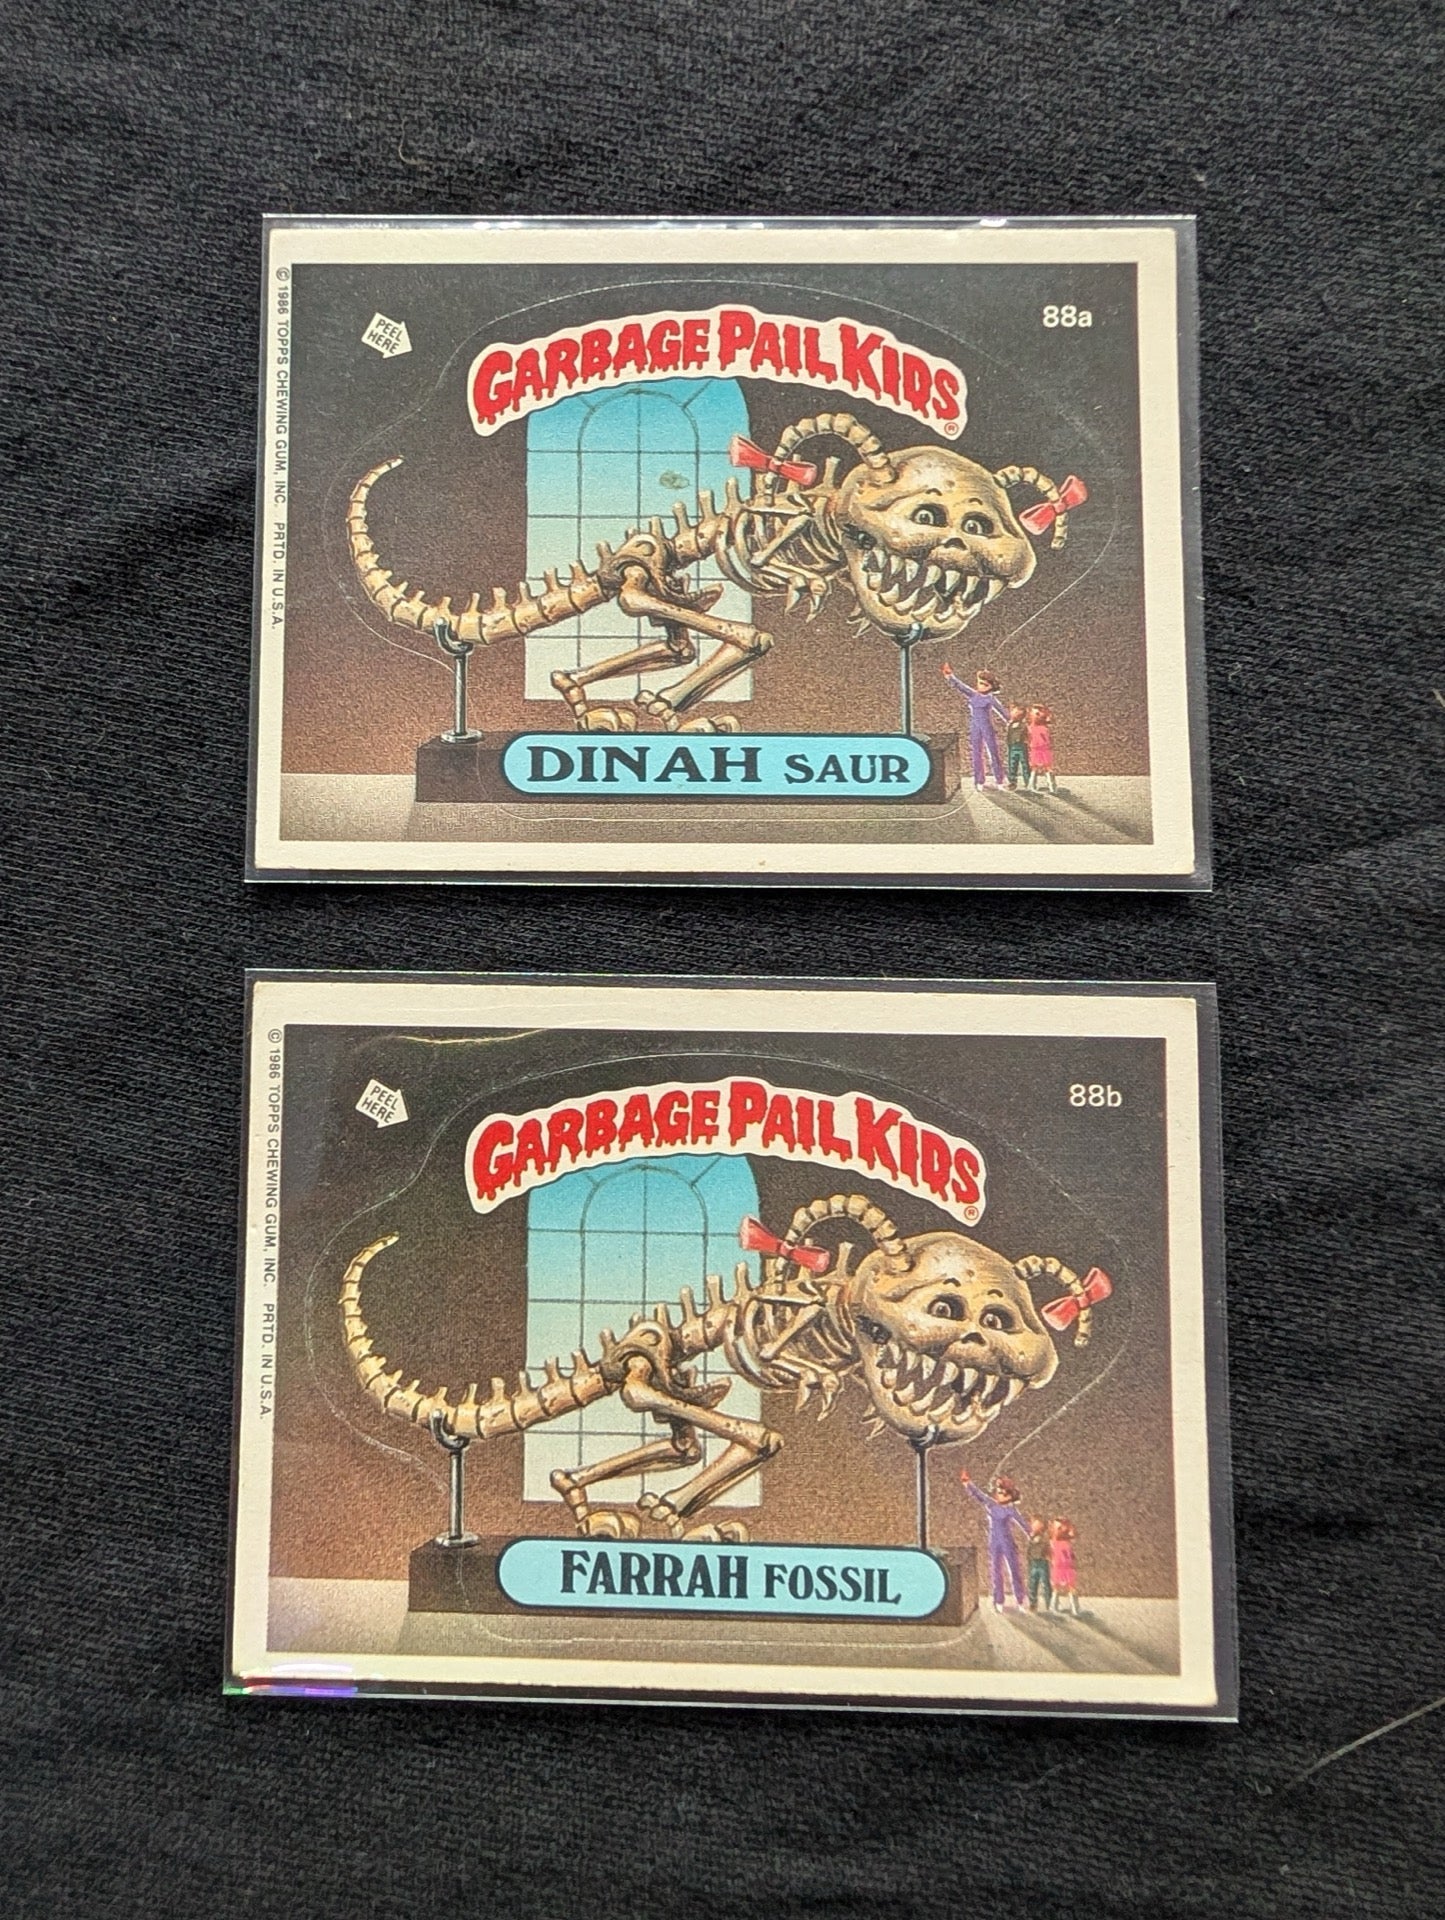 © 1986 TOPPS CHEWING GUM, INC. PRTD. IN U.S.A.
PEEL
HERE
88a
GARBAGE PAIL KIDS®
DINAH SAUR
© 1986 TOPPS CHEWING GUM, INC. PRTD. IN U.S.A.
PEEL
HERE
88b
GARBAGE PAIL KIDS®
FARRAH FOSSIL